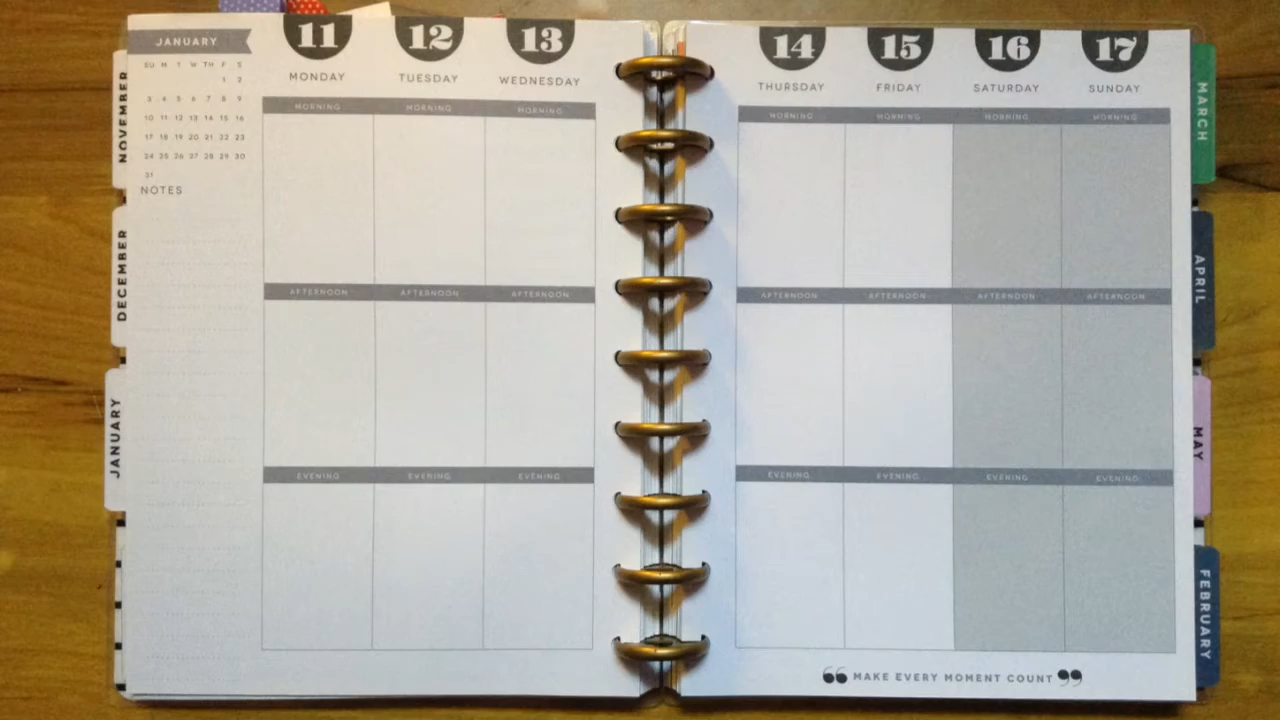 JANUARY
SU M T W TH F S
1 2
3 4 5 6 7 8 9
10 11 12 13 14 15 16
17 18 19 20 21 22 23
24 25 26 27 28 29 30
31
NOTES
11 12 13
MONDAY TUESDAY WEDNESDAY
MORNING MORNING MORNING
AFTERNOON AFTERNOON AFTERNOON
EVENING EVENING EVENING
14 15 16 17
THURSDAY FRIDAY SATURDAY SUNDAY
MORNING MORNING MORNING MORNING
AFTERNOON AFTERNOON AFTERNOON AFTERNOON
EVENING EVENING EVENING EVENING
“ MAKE EVERY MOMENT COUNT ”
NOVEMBER
DECEMBER
JANUARY
MARCH
APRIL
MAY
FEBRUARY